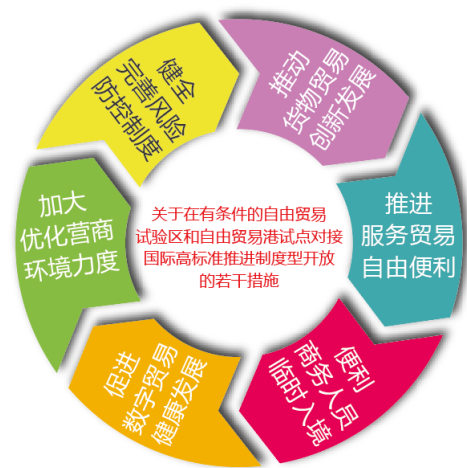 关于在有条件的自由贸易
试验区和自由贸易港试点对接
国际高标准推进制度型开放
的若干措施
推动
货物贸易
创新发展
推进
服务贸易
自由便利
便利
商务人员
临时入境
促进
数字贸易
健康发展
加大
优化营商
环境力度
健全
完善风险
防控制度